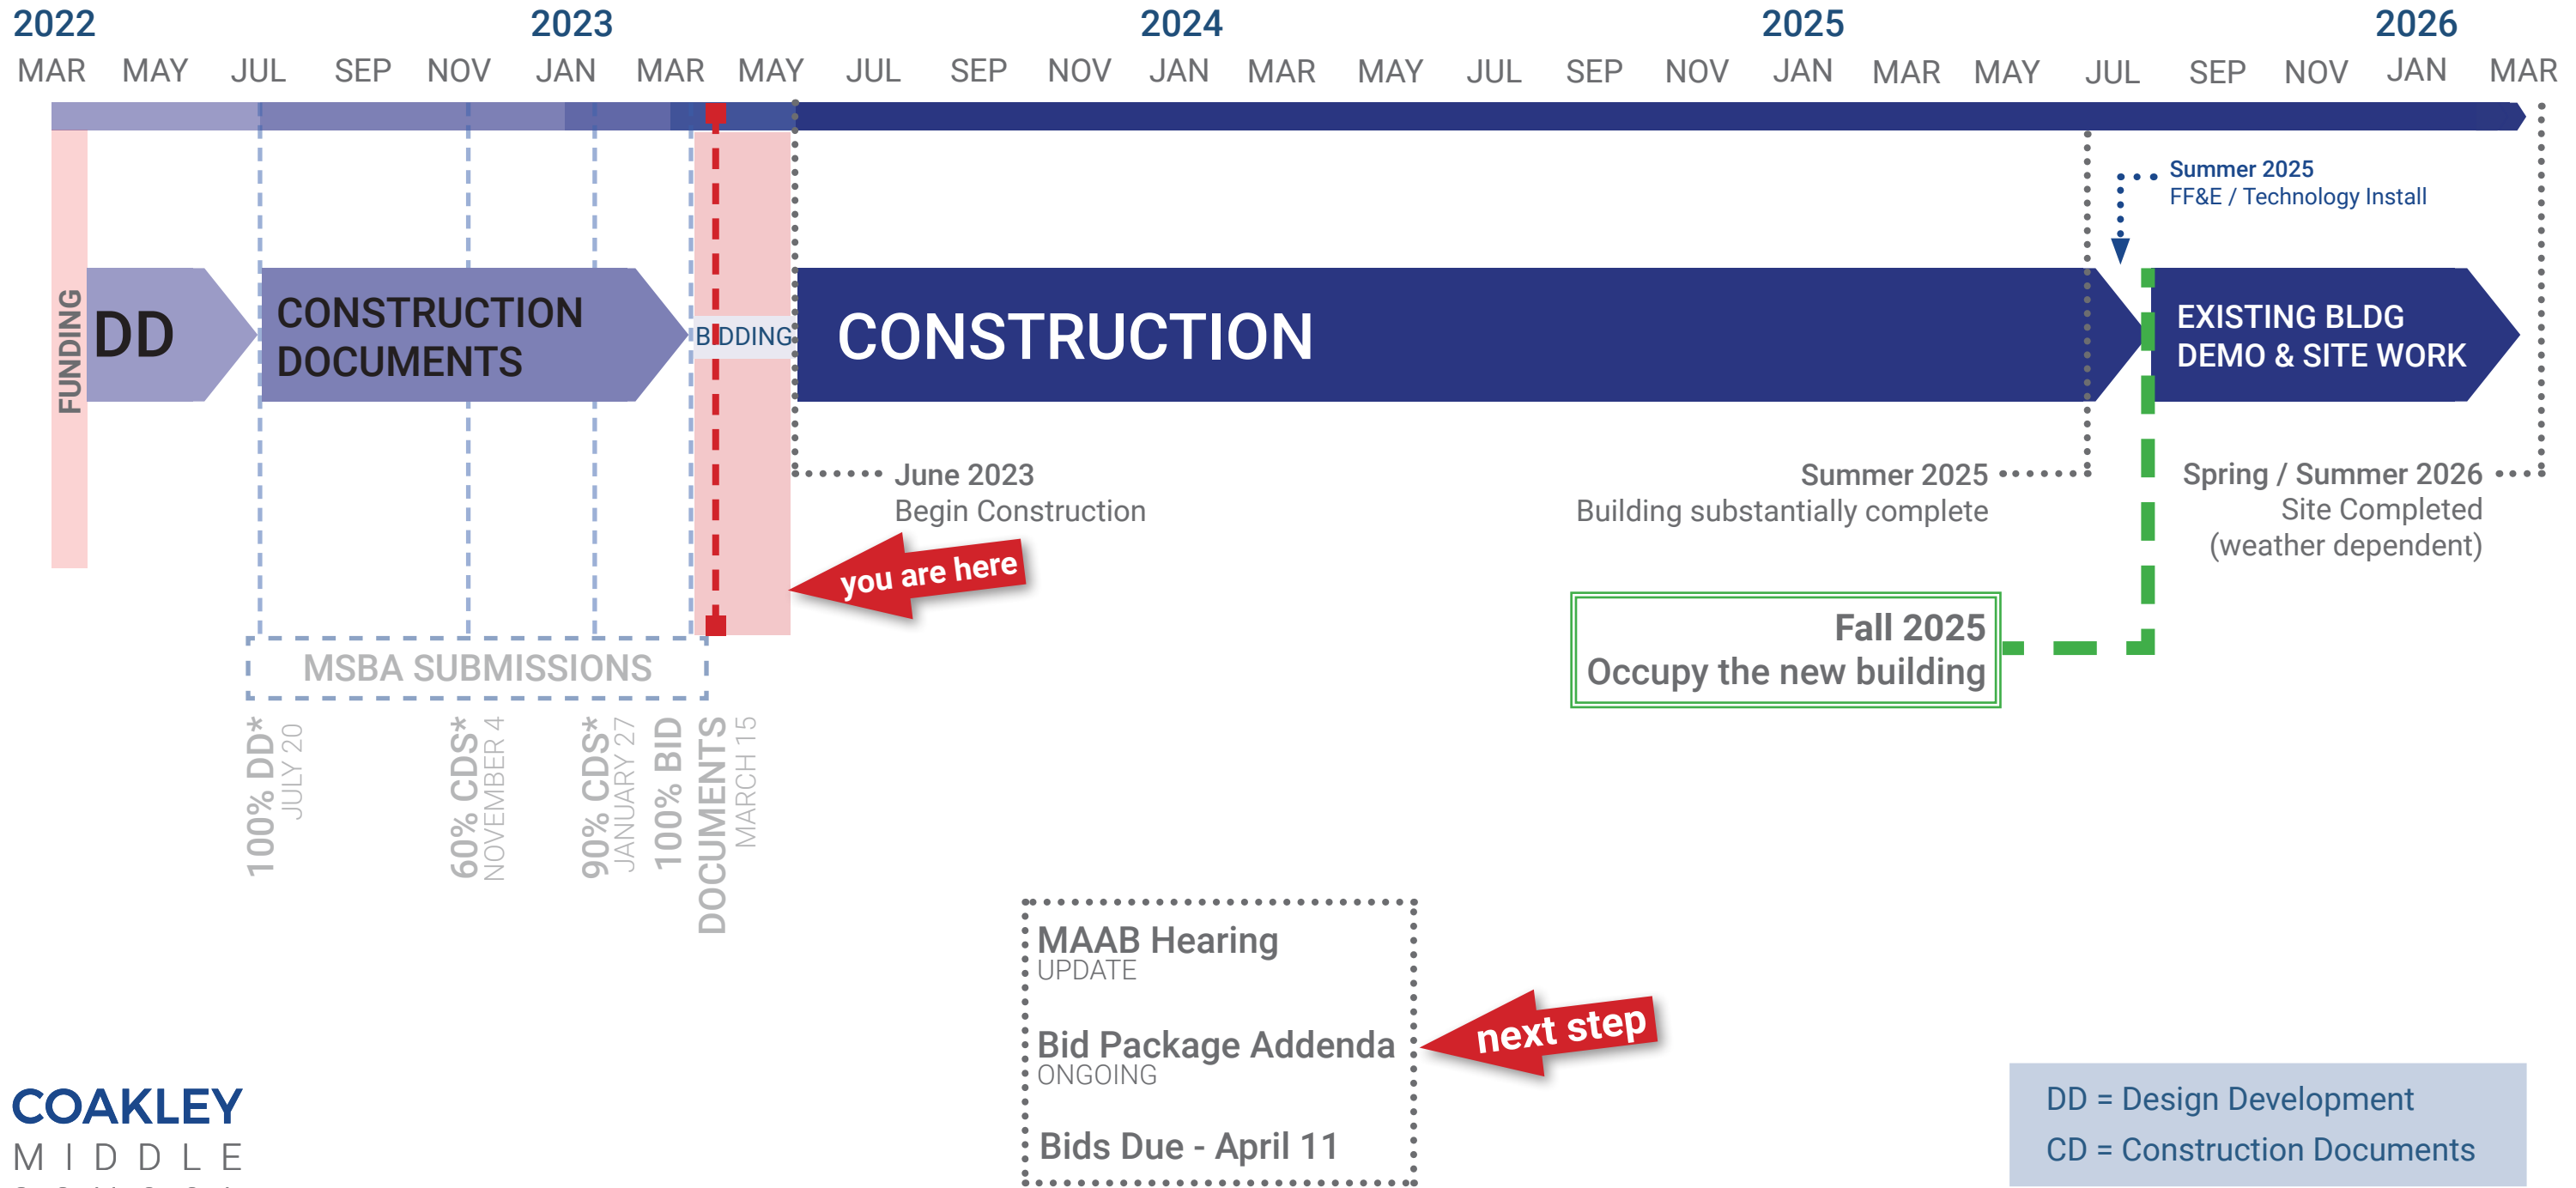 2022 2023 2024 2025 2026
MAR MAY JUL SEP NOV JAN MAR MAY JUL SEP NOV JAN MAR MAY JUL SEP NOV JAN MAR MAY JUL SEP NOV JAN MAR
Summer 2025
FF&E / Technology Install
FUNDING
DD
CONSTRUCTION
DOCUMENTS
BIDDING
CONSTRUCTION
EXISTING BLDG
DEMO & SITE WORK
June 2023
Begin Construction
Summer 2025
Building substantially complete
Spring / Summer 2026
Site Completed
(weather dependent)
you are here
Fall 2025
Occupy the new building
MSBA SUBMISSIONS
100% DD*
JULY 20
60% CDS*
NOVEMBER 4
90% CDS*
JANUARY 27
100% BID
DOCUMENTS
MARCH 15
MAAB Hearing
UPDATE
Bid Package Addenda
ONGOING
Bids Due - April 11
next step
COAKLEY
MIDDLE
DD = Design Development
CD = Construction Documents